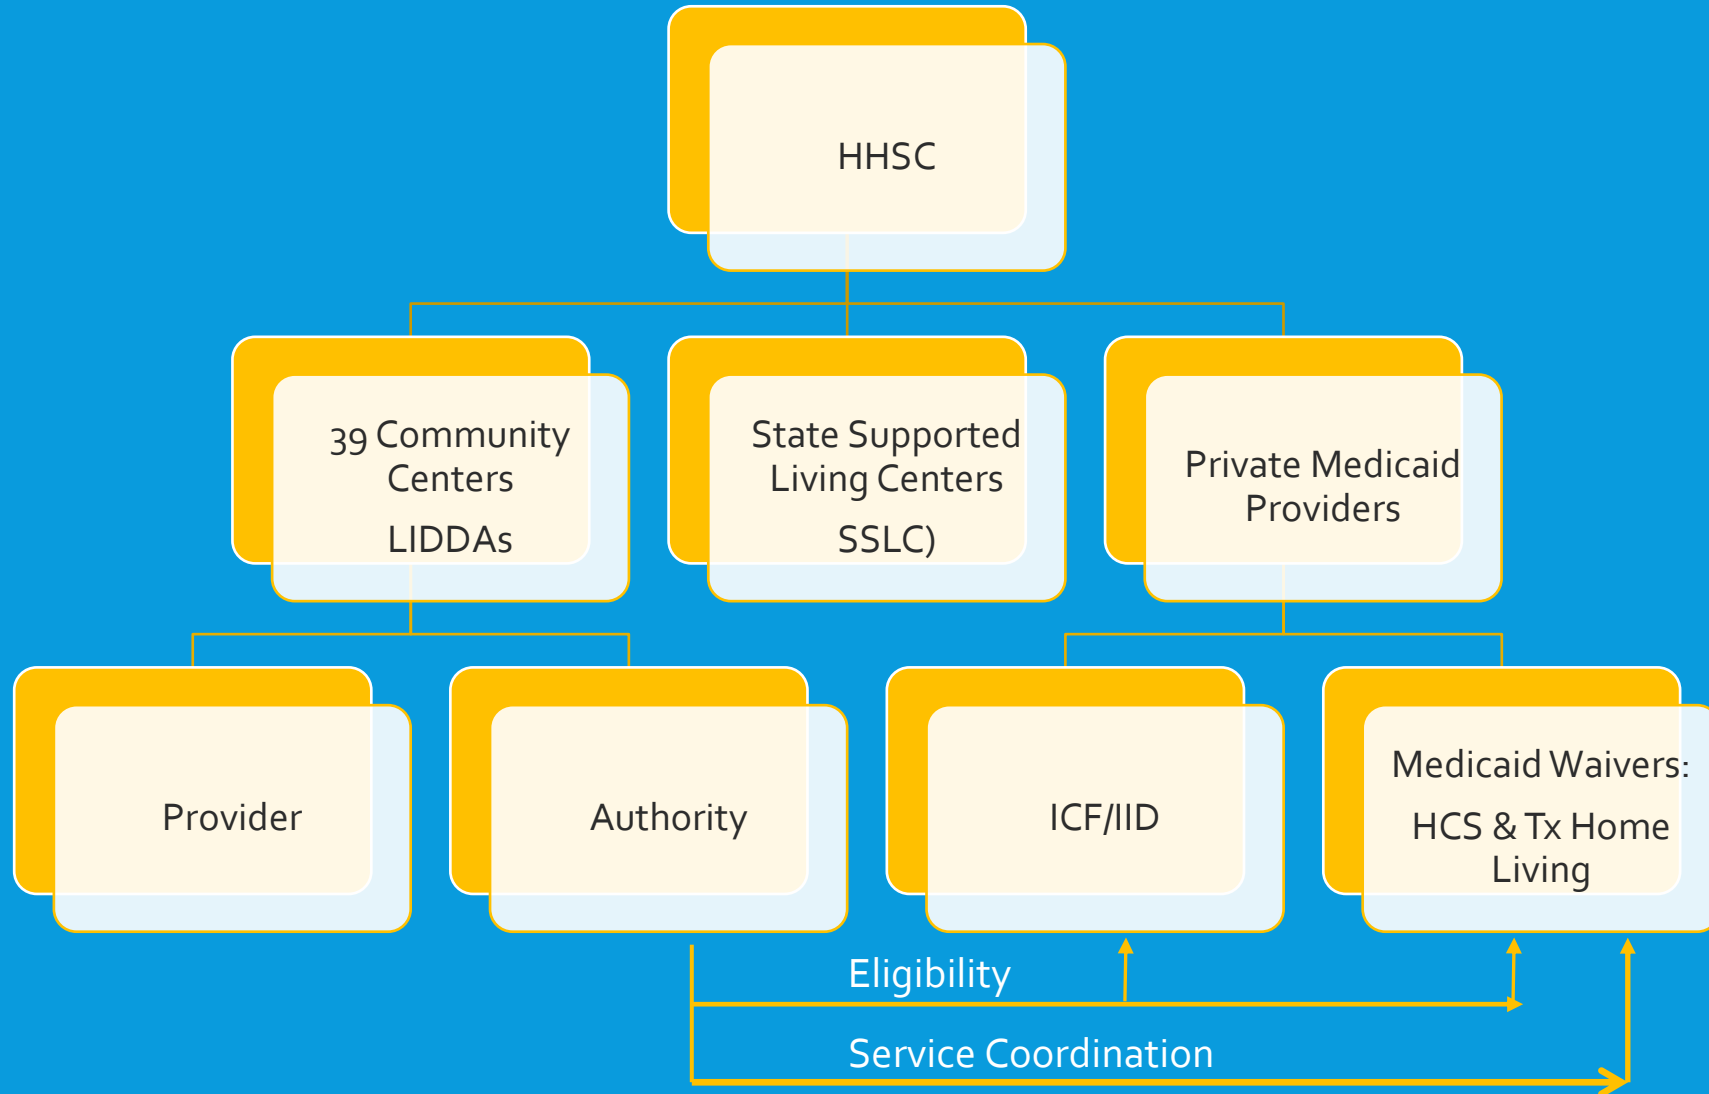 HHSC
39 Community
Centers
LIDDAs
State Supported
Living Centers
SSLC)
Private Medicaid
Providers
Provider
Authority
ICF/IID
Medicaid Waivers:
HCS & Tx Home
Living
Eligibility
Service Coordination